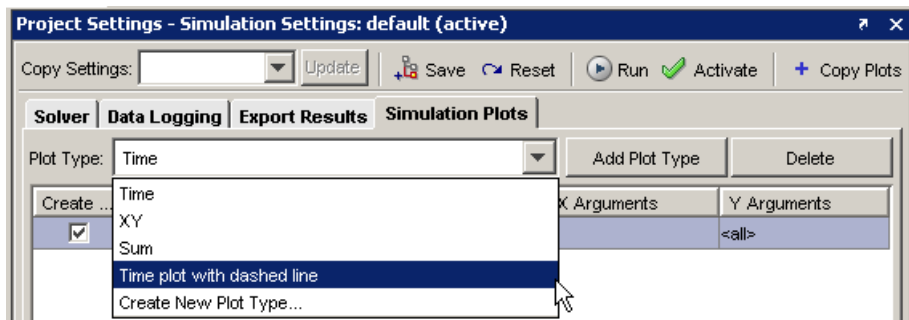 Project Settings - Simulation Settings: default (active)
Copy Settings: Update Save Reset Run Activate Copy Plots
Solver Data Logging Export Results Simulation Plots
Plot Type: Time Add Plot Type Delete
Create ... X Arguments Y Arguments
<all>
Time
XY
Sum
Time plot with dashed line
Create New Plot Type...